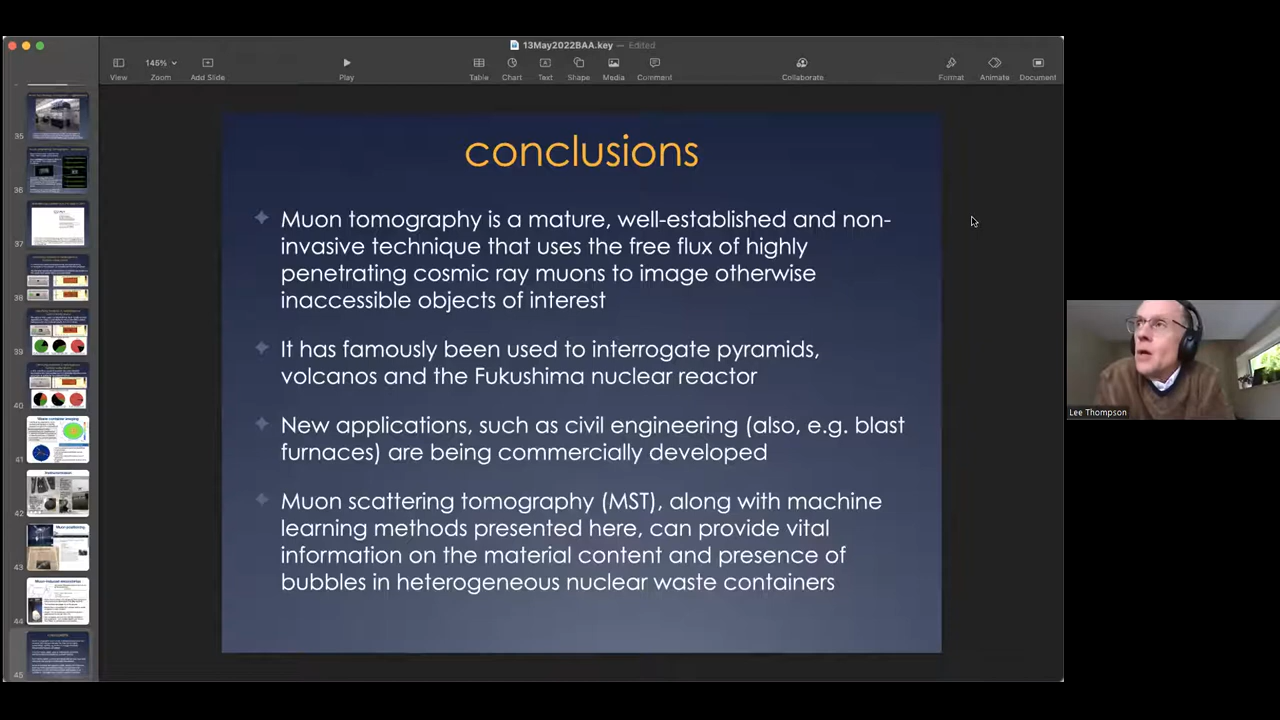 13May2022BAA.key — Edited
145%
View
Zoom
Add Slide
Play
Table
Chart
Text
Shape
Media
Comment
Collaborate
Format
Animate
Document
35
36
37
38
39
40
41
42
43
44
45
conclusions
Muon tomography is a mature, well-established and non-
invasive technique that uses the free flux of highly
penetrating cosmic ray muons to image otherwise
inaccessible objects of interest
It has famously been used to interrogate pyramids,
volcanos and the Fukushima nuclear reactor
New applications such as civil engineering (also, e.g. blast
furnaces) are being commercially developed
Muon scattering tomography (MST), along with machine
learning methods presented here, can provide vital
information on the material content and presence of
bubbles in heterogeneous nuclear waste containers
Lee Thompson